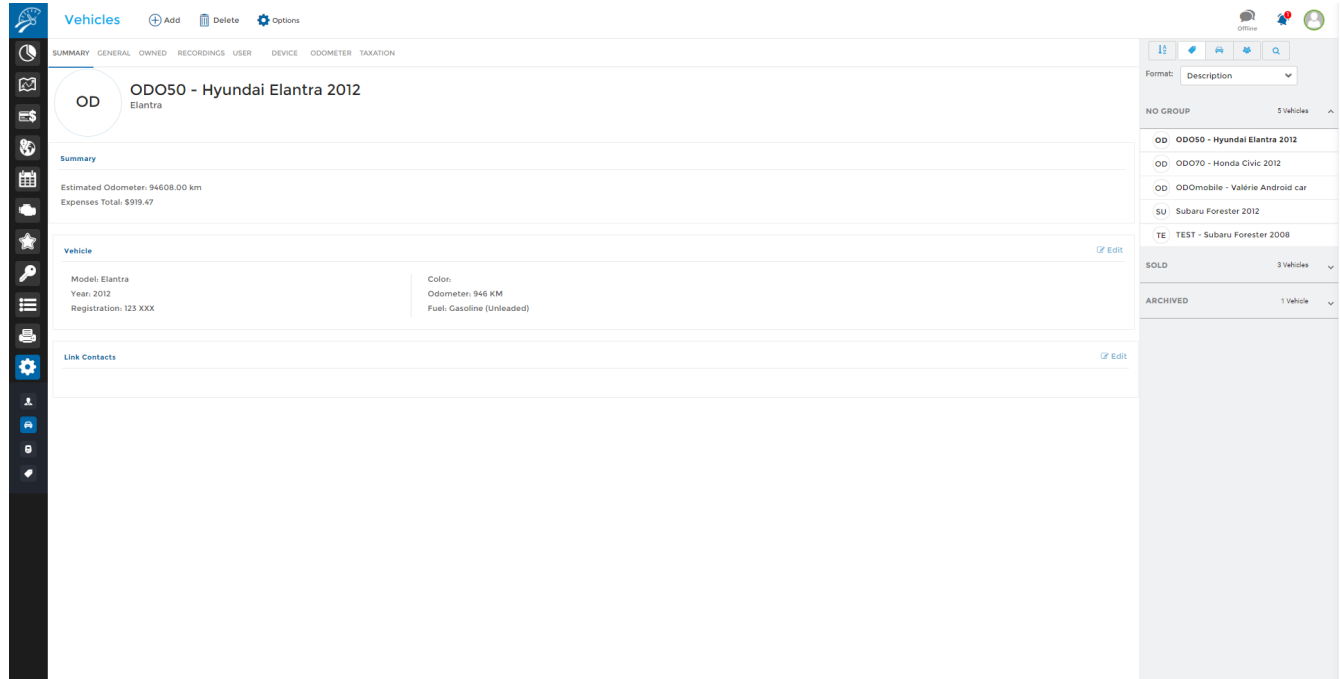 Vehicles
Add
Delete
Options
Offline
1
SUMMARY GENERAL OWNED RECORDINGS USER DEVICE ODOMETER TAXATION
OD
ODO50 - Hyundai Elantra 2012
Elantra
Summary
Estimated Odometer: 94608.00 km
Expenses Total: $919.47
Vehicle
Edit
Model: Elantra
Year: 2012
Registration: 123 XXX
Color:
Odometer: 946 KM
Fuel: Gasoline (Unleaded)
Link Contacts
Edit
Format: Description
NO GROUP 5 Vehicles
OD ODO50 - Hyundai Elantra 2012
OD ODO70 - Honda Civic 2012
OD ODOmobile - Valérie Android car
SU Subaru Forester 2012
TE TEST - Subaru Forester 2008
SOLD 3 Vehicles
ARCHIVED 1 Vehicle